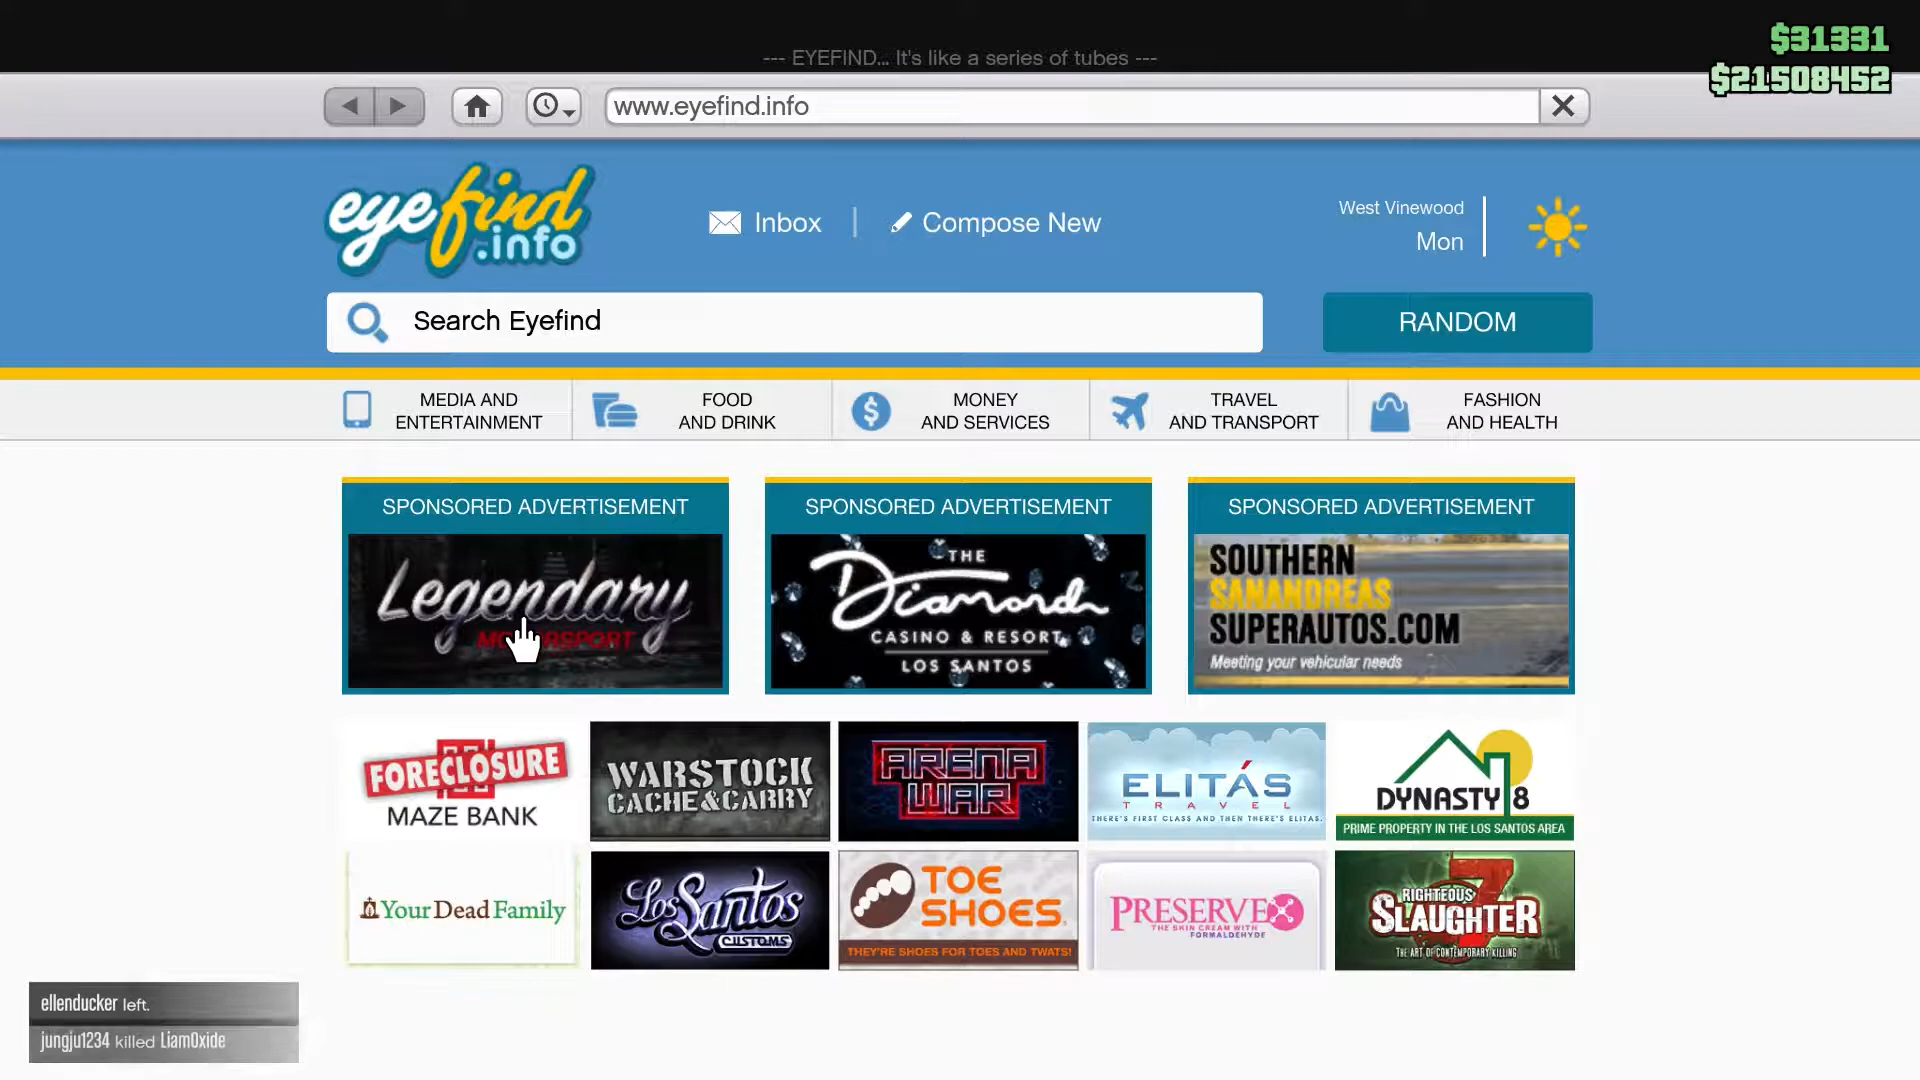 --- EYEFIND... It's like a series of tubes ---
$31331
$21508452
www.eyefind.info
eyefind
.info
Inbox
Compose New
West Vinewood
Mon
Search Eyefind
RANDOM
MEDIA AND
ENTERTAINMENT
FOOD
AND DRINK
MONEY
AND SERVICES
TRAVEL
AND TRANSPORT
FASHION
AND HEALTH
SPONSORED ADVERTISEMENT
Legendary
SPONSORED ADVERTISEMENT
THE
Diamond
CASINO & RESORT
LOS SANTOS
SPONSORED ADVERTISEMENT
SOUTHERN
SANANDREAS
SUPERAUTOS.COM
Meeting your vehicular needs
FORECLOSURE
MAZE BANK
WARSTOCK
CACHE&CARRY
ARENA
WAR
ELITÁS
TRAVEL
THERE'S FIRST CLASS AND THEN THERE'S ELITAS.
DYNASTY 8
PRIME PROPERTY IN THE LOS SANTOS AREA
YourDeadFamily
Los Santos
CUSTOMS
TOE
SHOES
THEY'RE SHOES FOR TOES AND TWATS!
PRESERVEX
THE SKIN CREAM WITH
FORMALDEHYDE
RIGHTEOUS
SLAUGHTER
7
THE ART OF CONTEMPORARY KILLING
ellenducker left.
jungju1234 killed LiamOxide